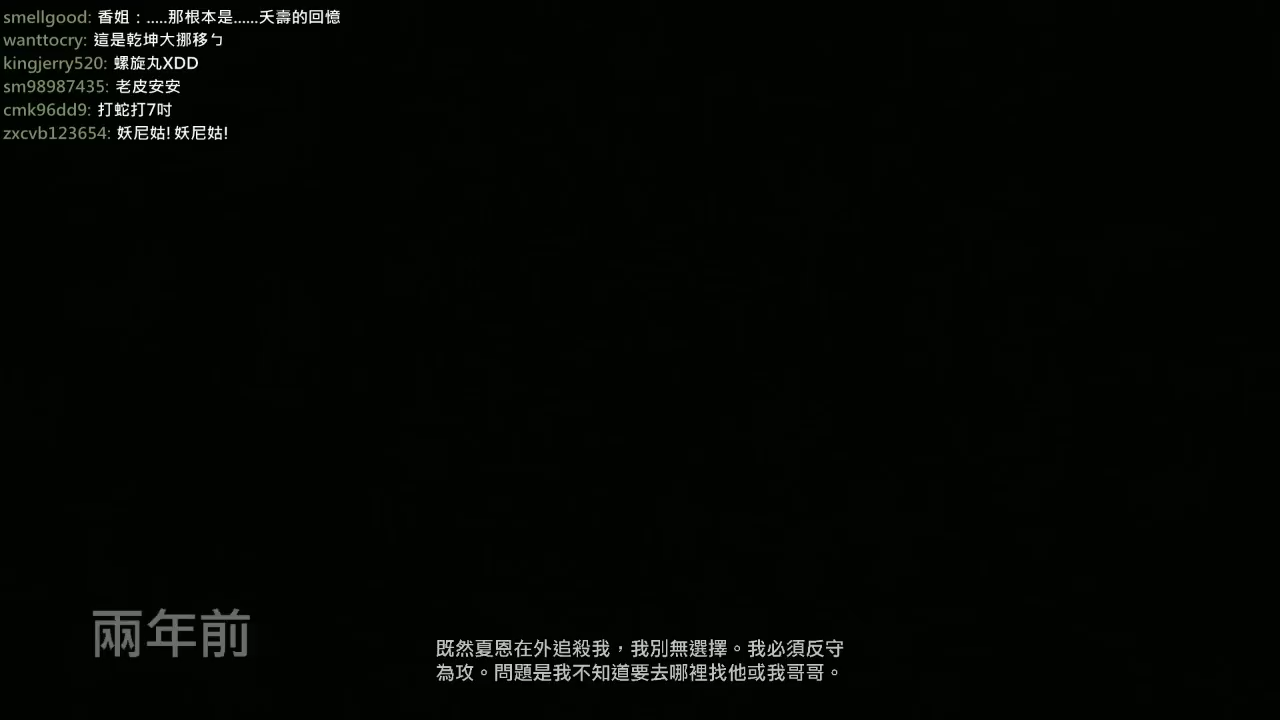 smellgood: 香姐：.....那根本是......夭壽的回憶
wanttocry: 這是乾坤大挪移ㄅ
kingjerry520: 螺旋丸XDD
sm98987435: 老皮安安
cmk96dd9: 打蛇打7吋
zxcvb123654: 妖尼姑! 妖尼姑!
兩年前
既然夏恩在外追殺我，我別無選擇。我必須反守
為攻。問題是我不知道要去哪裡找他或我哥哥。